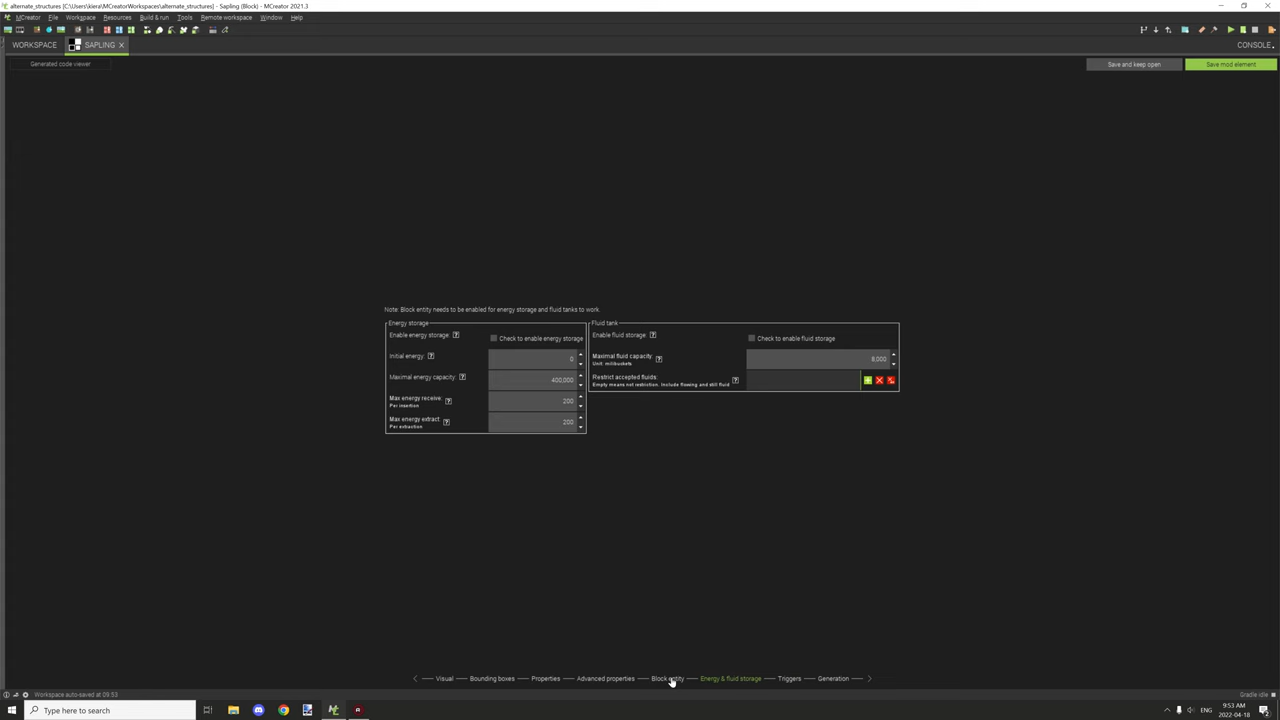 alternate_structures [C:\Users\kiera\MCreatorWorkspaces\alternate_structures] - Sapling (Block) - MCreator 2021.3
MCreator File Workspace Resources Build & run Tools Remote workspace Window Help
WORKSPACE SAPLING CONSOLE
Generated code viewer Save and keep open Save mod element
Note: Block entity needs to be enabled for energy storage and fluid tanks to work
Energy storage
Enable energy storage: ? Check to enable energy storage
Initial energy: ? 0
Maximal energy capacity: ? 400,000
Max energy receive: ? 200
Per insertion
Max energy extract ? 200
Per extraction
Fluid tank
Enable fluid storage: ? Check to enable fluid storage
Maximal fluid capacity: ? 8,000
Unit: milibuckets
Restrict accepted fluids: ?
Empty means not restriction. Include flowing and still fluid
Visual Bounding boxes Properties Advanced properties Block entity Energy & fluid storage Triggers Generation
Workspace auto-saved at 09:53 Gradle idle
Type here to search
ENG
9:53 AM
2022-04-18
2